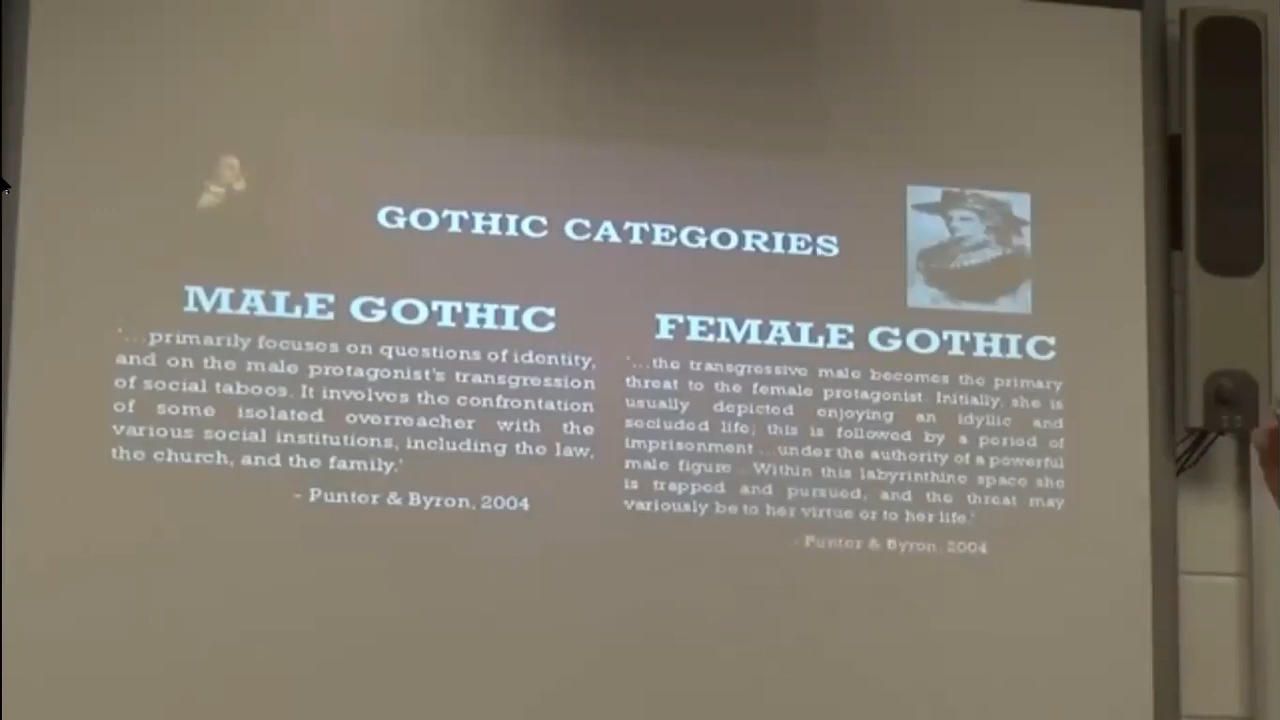 GOTHIC CATEGORIES
MALE GOTHIC
'...primarily focuses on questions of identity,
and on the male protagonist's transgression
of social taboos. It involves the confrontation
of some isolated overreacher with the
various social institutions, including the law,
the church, and the family.'
- Punter & Byron, 2004
FEMALE GOTHIC
'...the transgressive male becomes the primary
threat to the female protagonist. Initially, she is
usually depicted enjoying an idyllic and
secluded life; this is followed by a period of
imprisonment ...under the authority of a powerful
male figure... Within this labyrinthine space she
is trapped and pursued, and the threat may
variously be to her virtue or to her life.'
- Punter & Byron, 2004